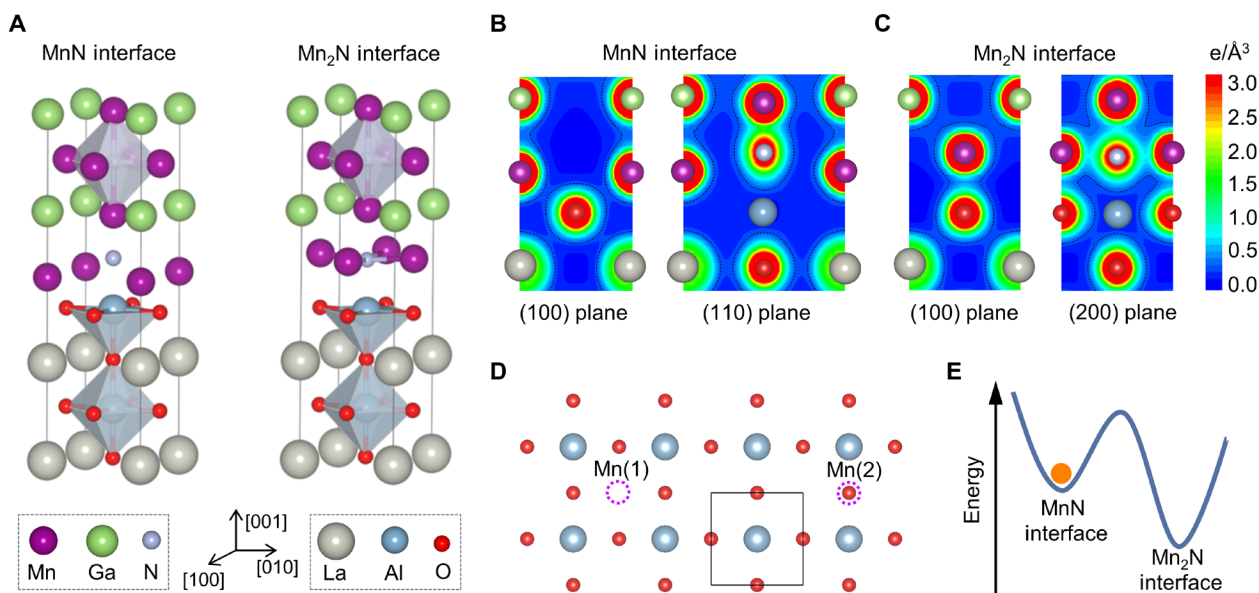 A
MnN interface
Mn₂N interface
Mn
Ga
N
[001]
[010]
[100]
La
Al
O
B
MnN interface
(100) plane
(110) plane
C
Mn₂N interface
(100) plane
(200) plane
e/Å³
3.0
2.5
2.0
1.5
1.0
0.5
0.0
D
Mn(1)
Mn(2)
E
Energy
MnN
interface
Mn₂N
interface